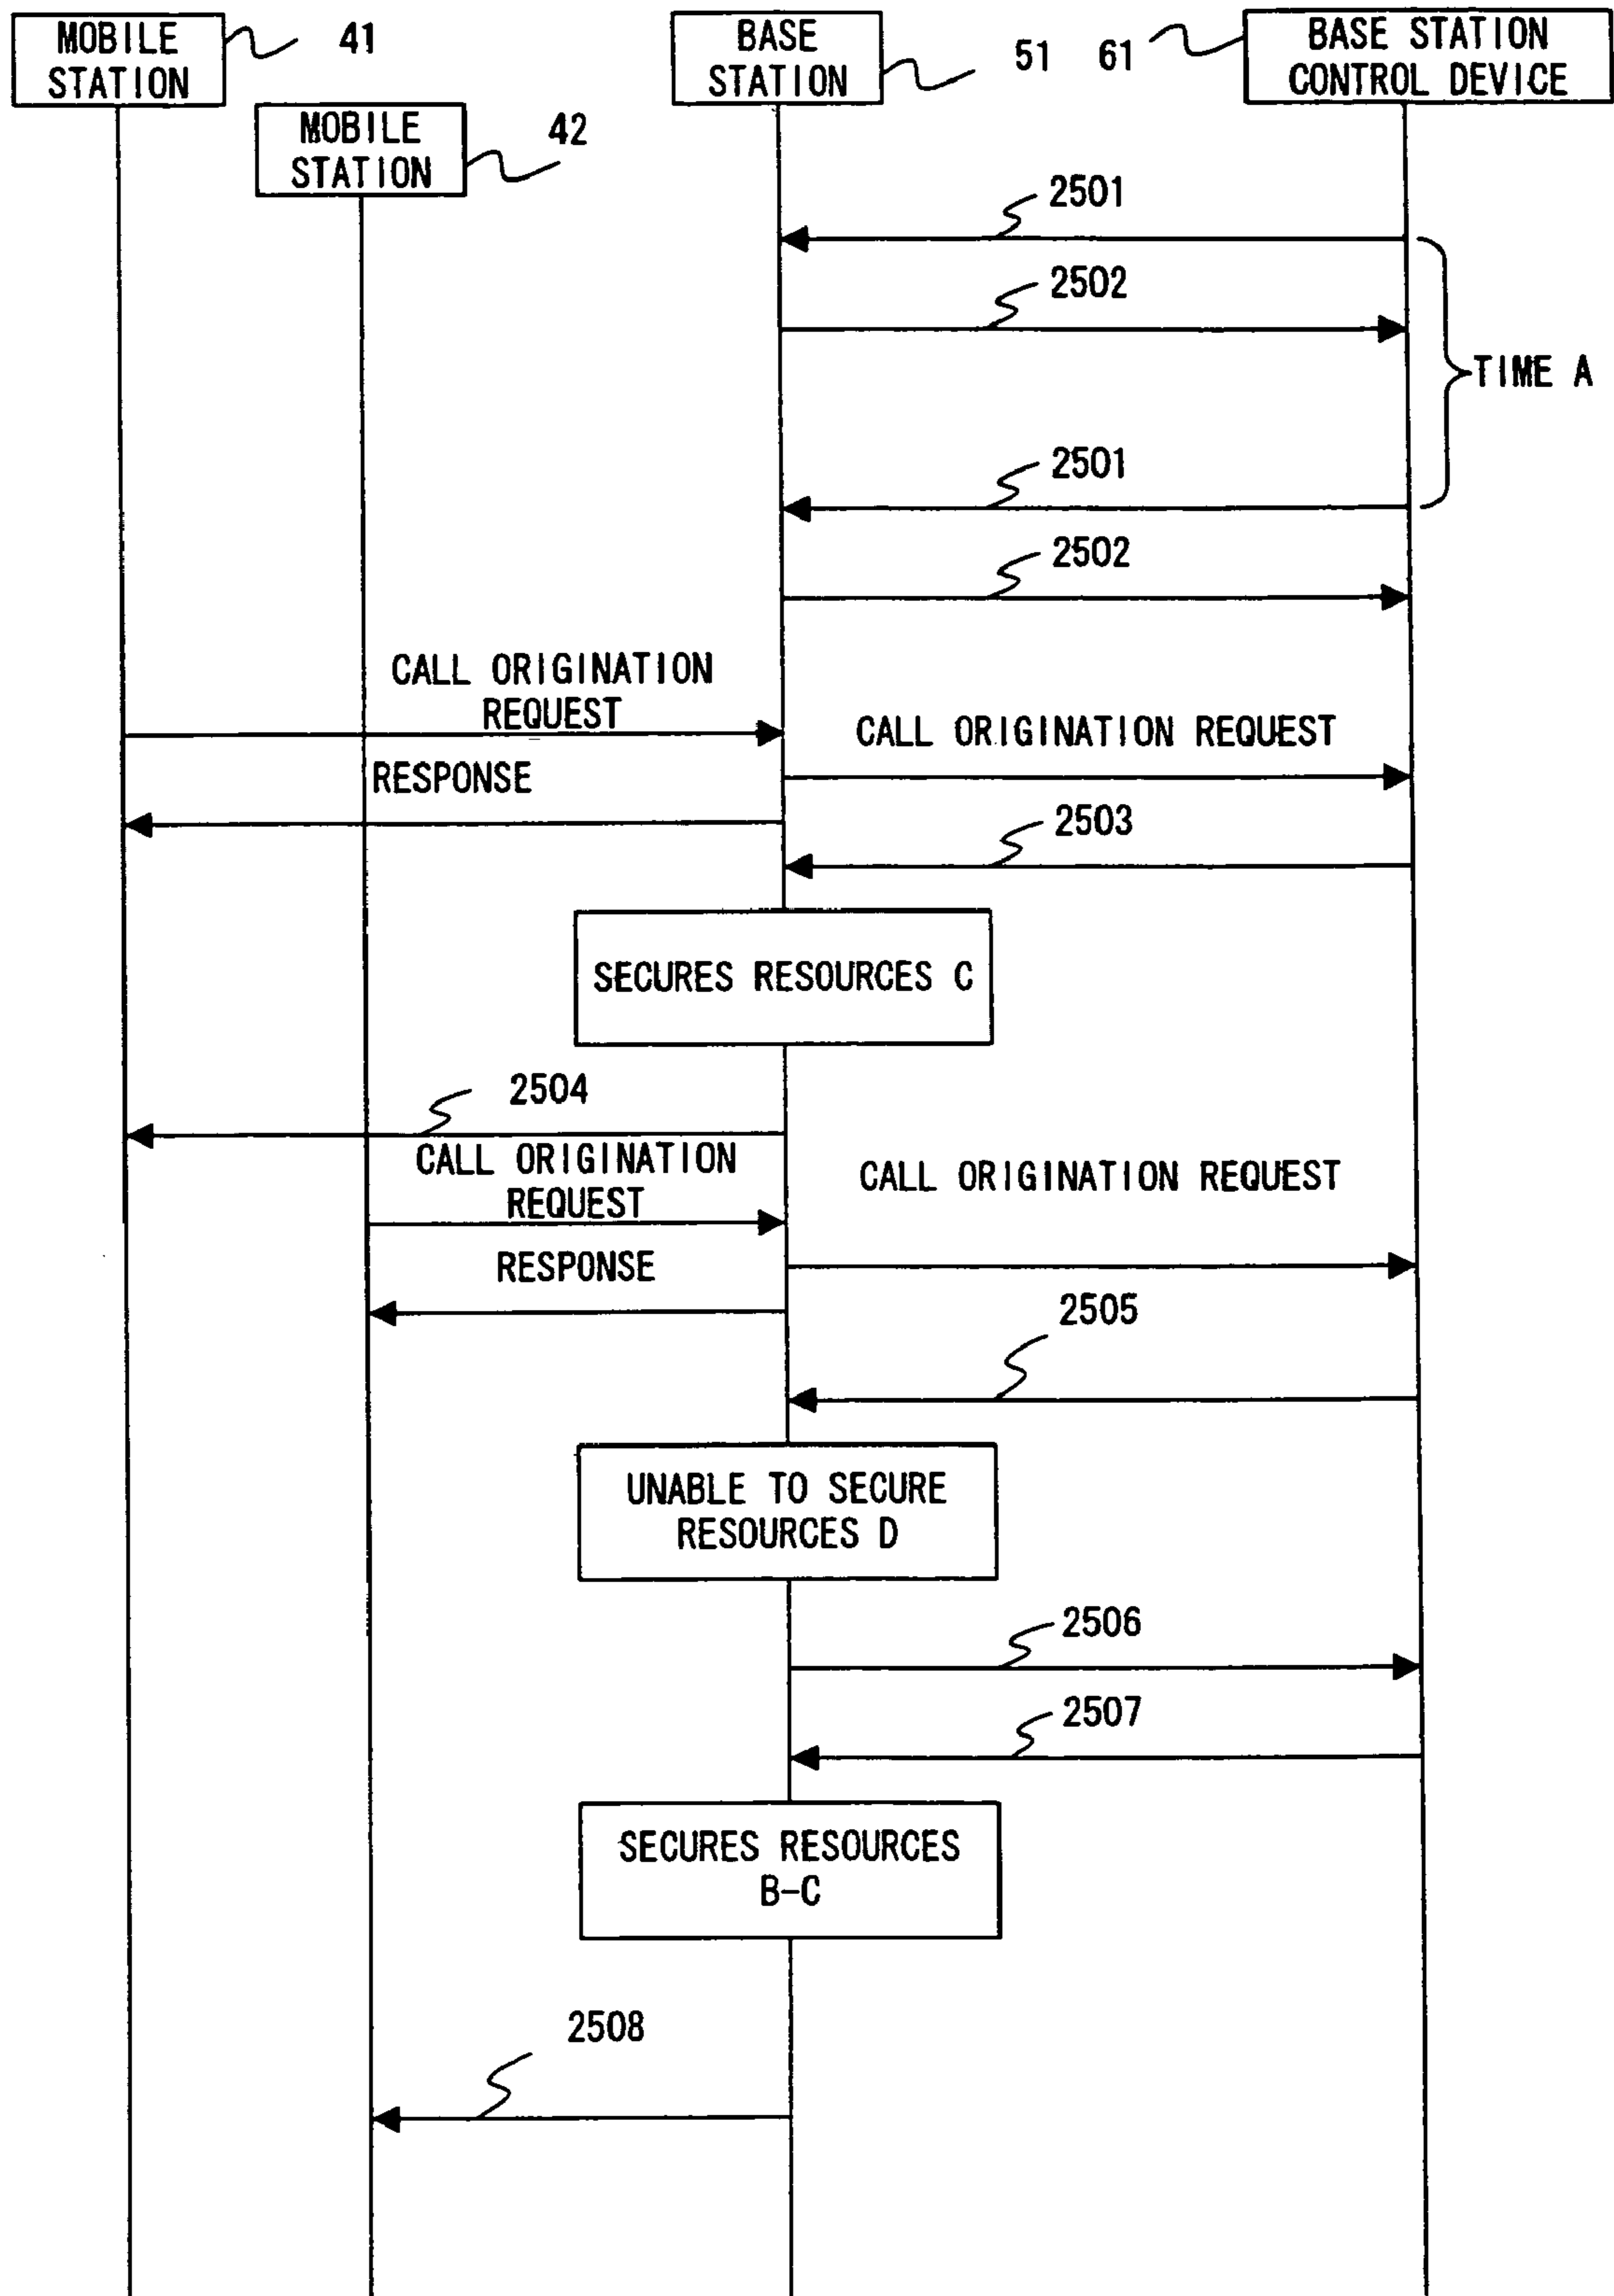 MOBILE
STATION
41
BASE
STATION
51
61
BASE STATION
CONTROL DEVICE
MOBILE
STATION
42
2501
2502
TIME A
2501
2502
CALL ORIGINATION
REQUEST
CALL ORIGINATION REQUEST
RESPONSE
2503
SECURES RESOURCES C
2504
CALL ORIGINATION
REQUEST
CALL ORIGINATION REQUEST
RESPONSE
2505
UNABLE TO SECURE
RESOURCES D
2506
2507
SECURES RESOURCES
B-C
2508